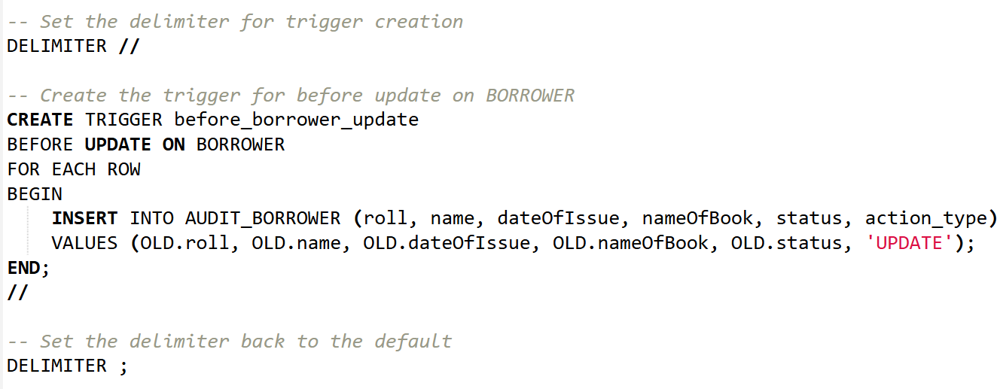 -- Set the delimiter for trigger creation
DELIMITER //
-- Create the trigger for before update on BORROWER
CREATE TRIGGER before_borrower_update
BEFORE UPDATE ON BORROWER
FOR EACH ROW
BEGIN
INSERT INTO AUDIT_BORROWER (roll, name, dateOfIssue, nameOfBook, status, action_type)
VALUES (OLD.roll, OLD.name, OLD.dateOfIssue, OLD.nameOfBook, OLD.status, 'UPDATE');
END;
//
-- Set the delimiter back to the default
DELIMITER ;